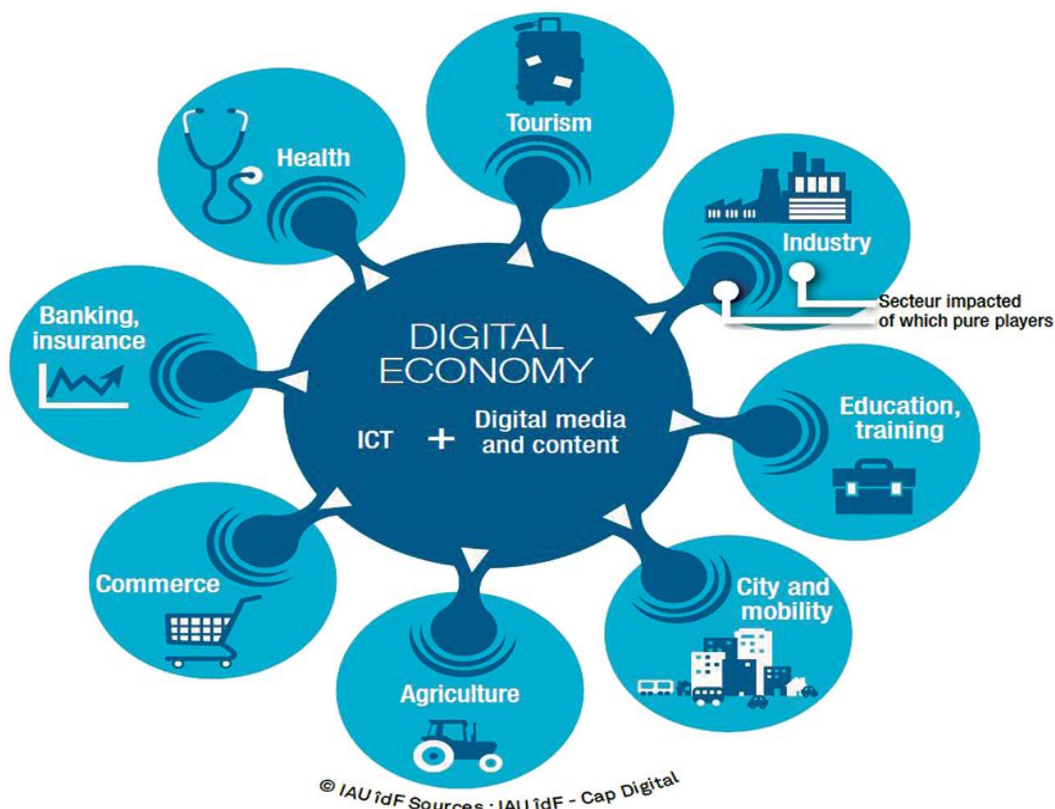 Tourism
Health
Industry
Secteur impacted
of which pure players
Banking,
insurance
DIGITAL
ECONOMY
ICT + Digital media
and content
Education,
training
Commerce
City and
mobility
Agriculture
© IAU îdF Sources : IAU îdF - Cap Digital